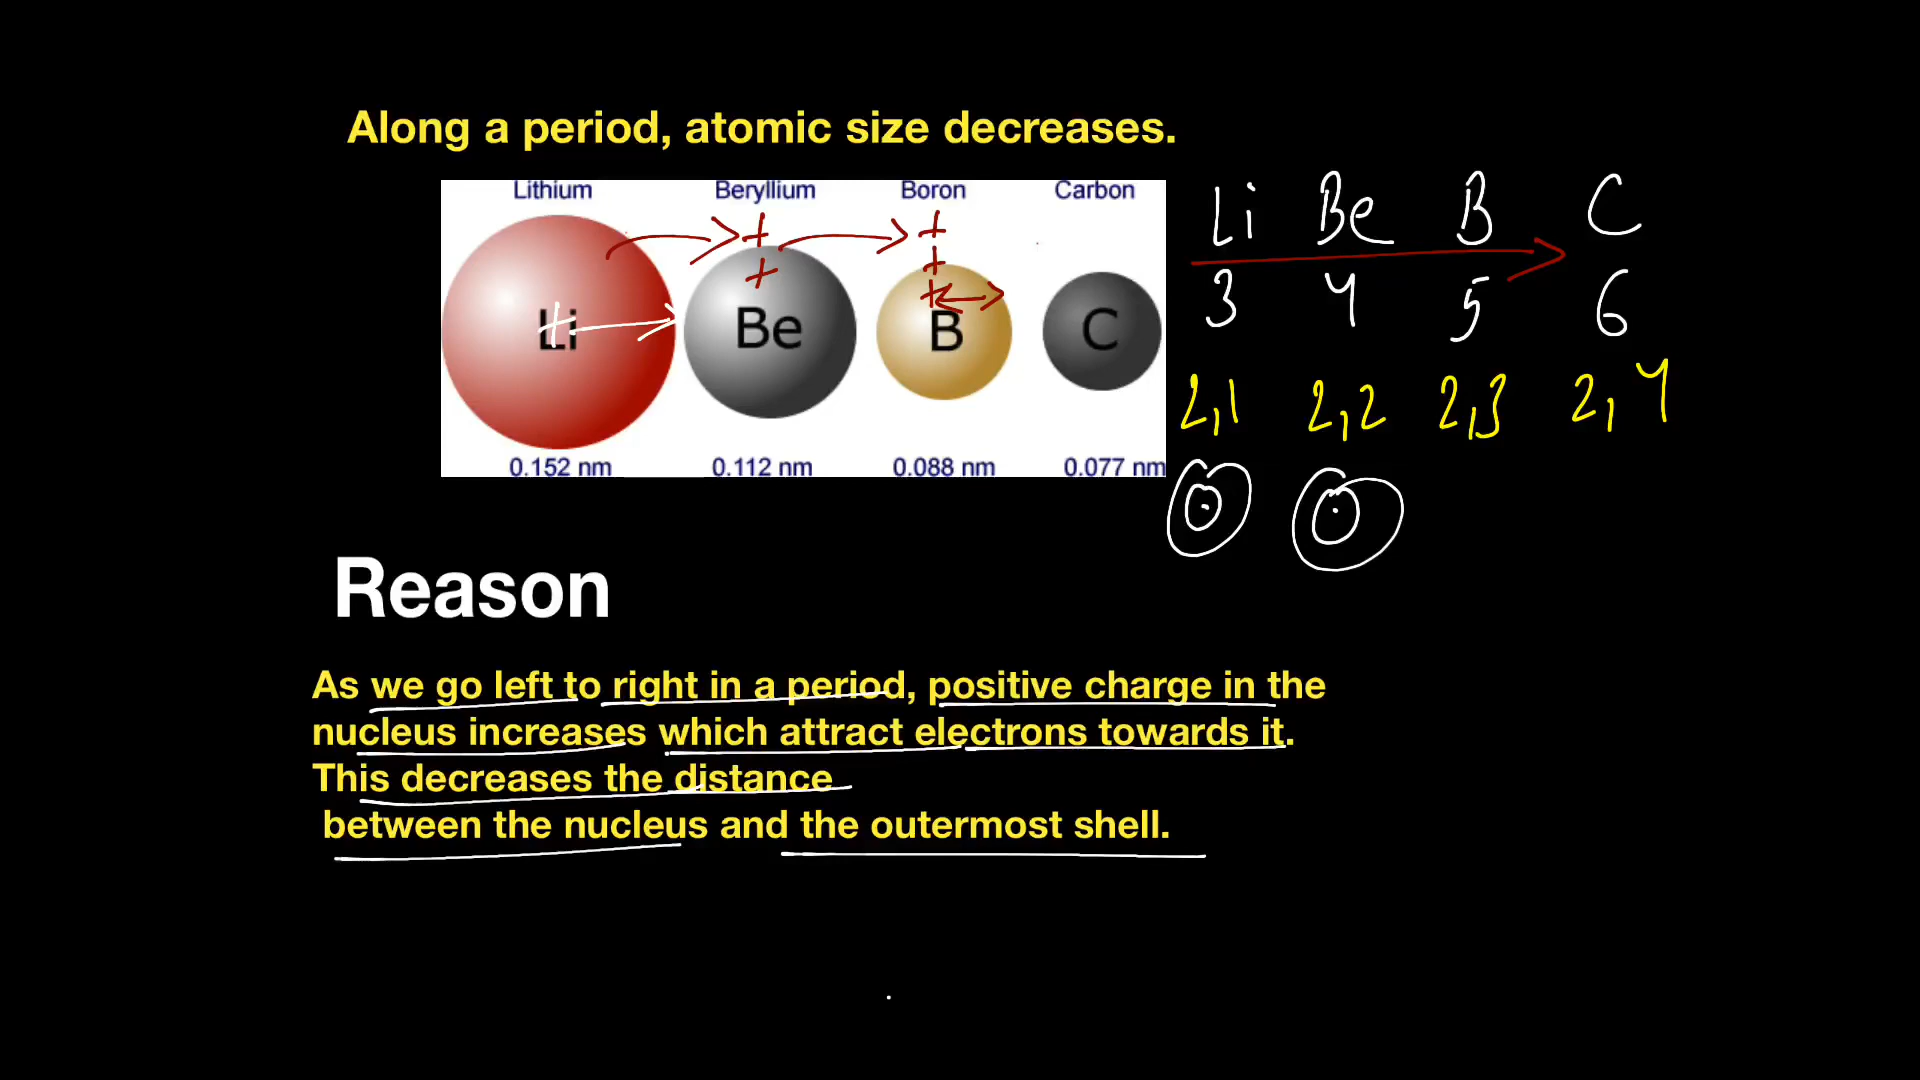 Along a period, atomic size decreases.
Lithium Beryllium Boron Carbon
Li Be B C
0.152 nm 0.112 nm 0.088 nm 0.077 nm
Li Be B C
3 4 5 6
2,1 2,2 2,3 2,4
Reason
As we go left to right in a period, positive charge in the
nucleus increases which attract electrons towards it.
This decreases the distance
between the nucleus and the outermost shell.